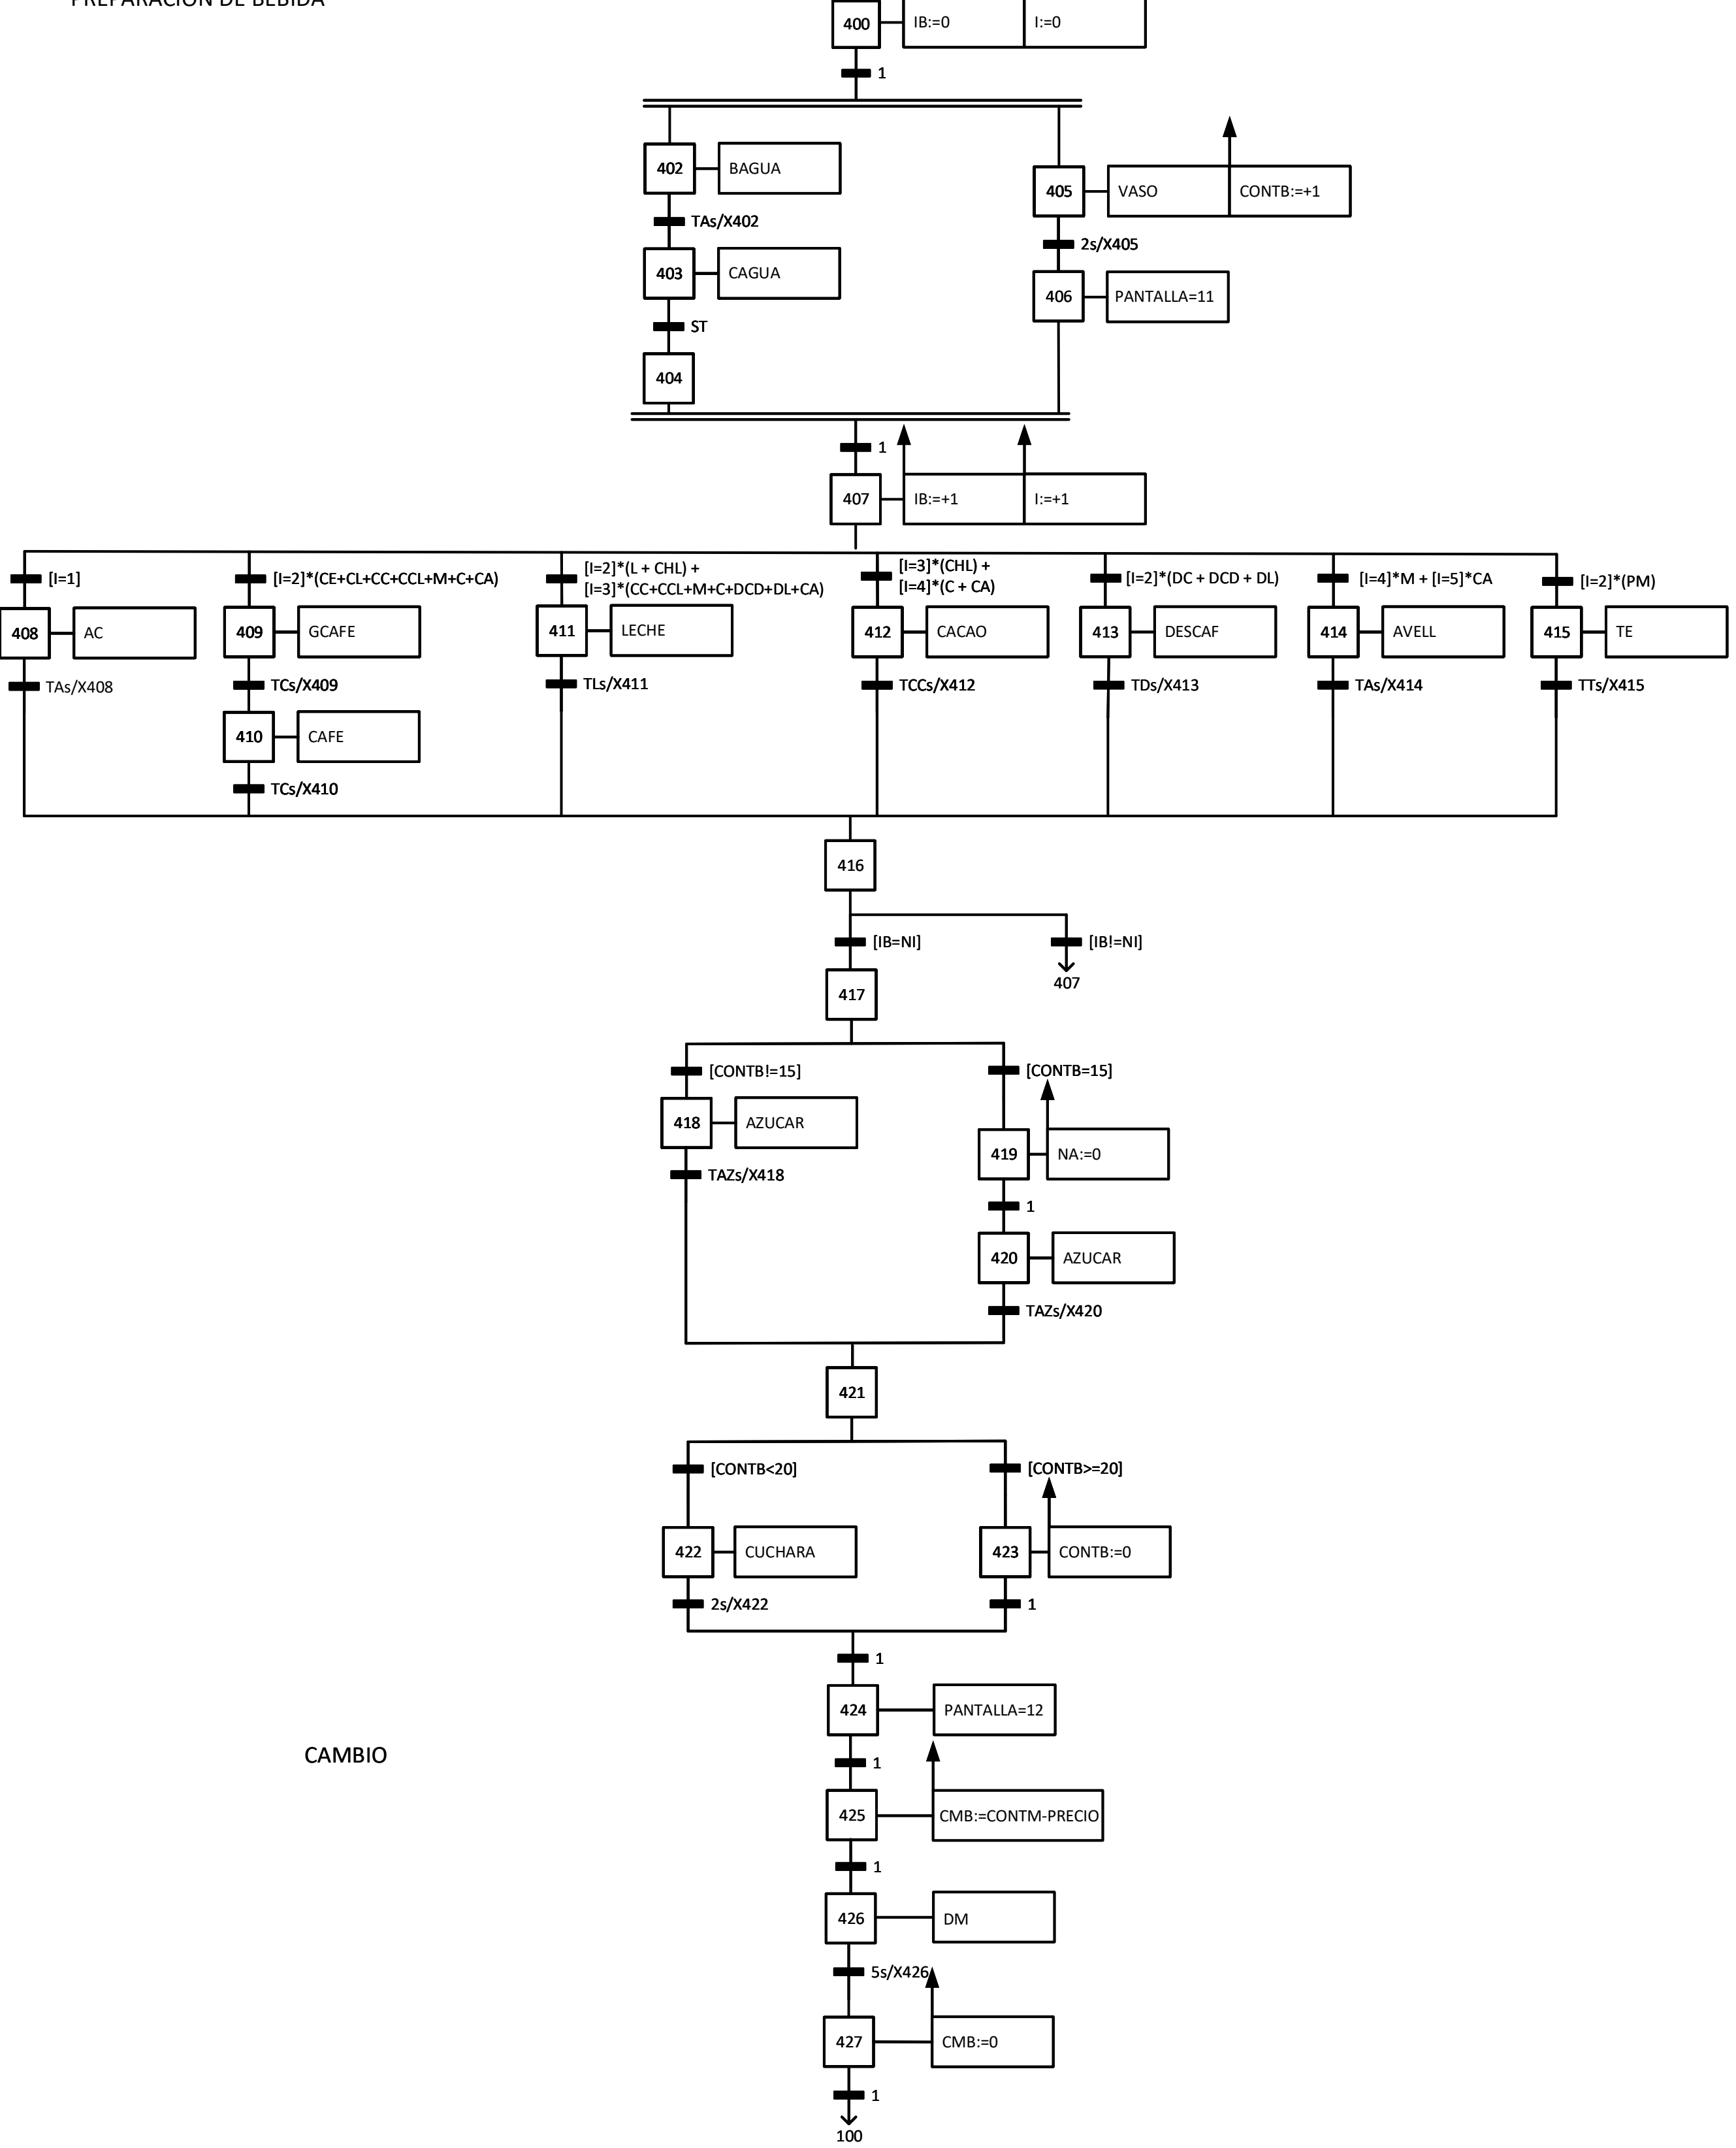 PREPARACIÓN DE BEBIDA
400
IB:=0
I:=0
1
402
BAGUA
TAs/X402
403
CAGUA
ST
404
405
VASO
CONTB:=+1
2s/X405
406
PANTALLA=11
1
407
IB:=+1
I:=+1
[I=1]
408
AC
TAs/X408
[I=2]*(CE+CL+CC+CCL+M+C+CA)
409
GCAFE
TCs/X409
410
CAFE
TCs/X410
[I=2]*(L + CHL) +
[I=3]*(CC+CCL+M+C+DCD+DL+CA)
411
LECHE
TLs/X411
[I=3]*(CHL) +
[I=4]*(C + CA)
412
CACAO
TCCs/X412
[I=2]*(DC + DCD + DL)
413
DESCAF
TDs/X413
[I=4]*M + [I=5]*CA
414
AVELL
TAs/X414
[I=2]*(PM)
415
TE
TTs/X415
416
[IB=NI]
[IB!=NI]
407
417
[CONTB!=15]
418
AZUCAR
TAZs/X418
[CONTB=15]
419
NA:=0
1
420
AZUCAR
TAZs/X420
421
[CONTB<20]
422
CUCHARA
2s/X422
[CONTB>=20]
423
CONTB:=0
1
1
424
PANTALLA=12
CAMBIO
1
425
CMB:=CONTM-PRECIO
1
426
DM
5s/X426
427
CMB:=0
1
100